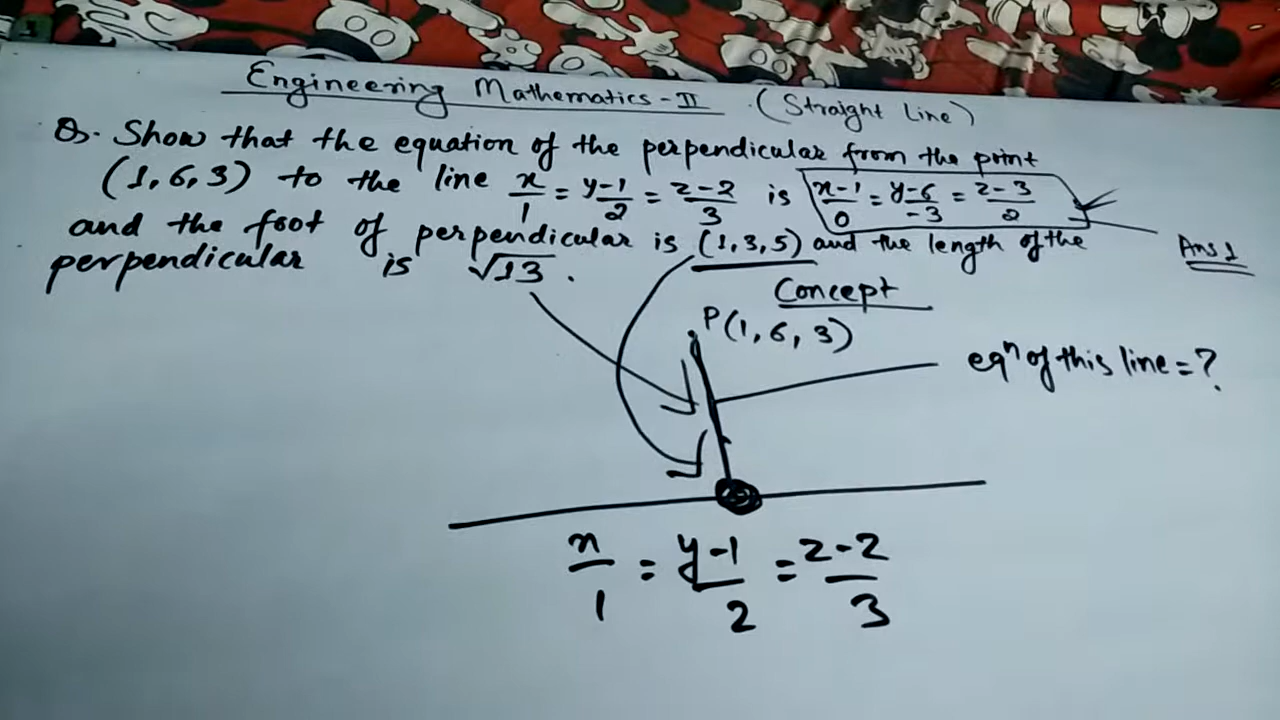 Engineering Mathematics-II (Straight Line)
Qs. Show that the equation of the perpendicular from the point
(1, 6, 3) to the line x/1 = y-1/2 = z-2/3 is x-1/0 = y-6/-3 = z-3/2
and the foot of perpendicular is (1, 3, 5) and the length of the
perpendicular is √13.
Ans 1
Concept
P(1, 6, 3)
eqⁿ of this line = ?
x/1 = y-1/2 = z-2/3